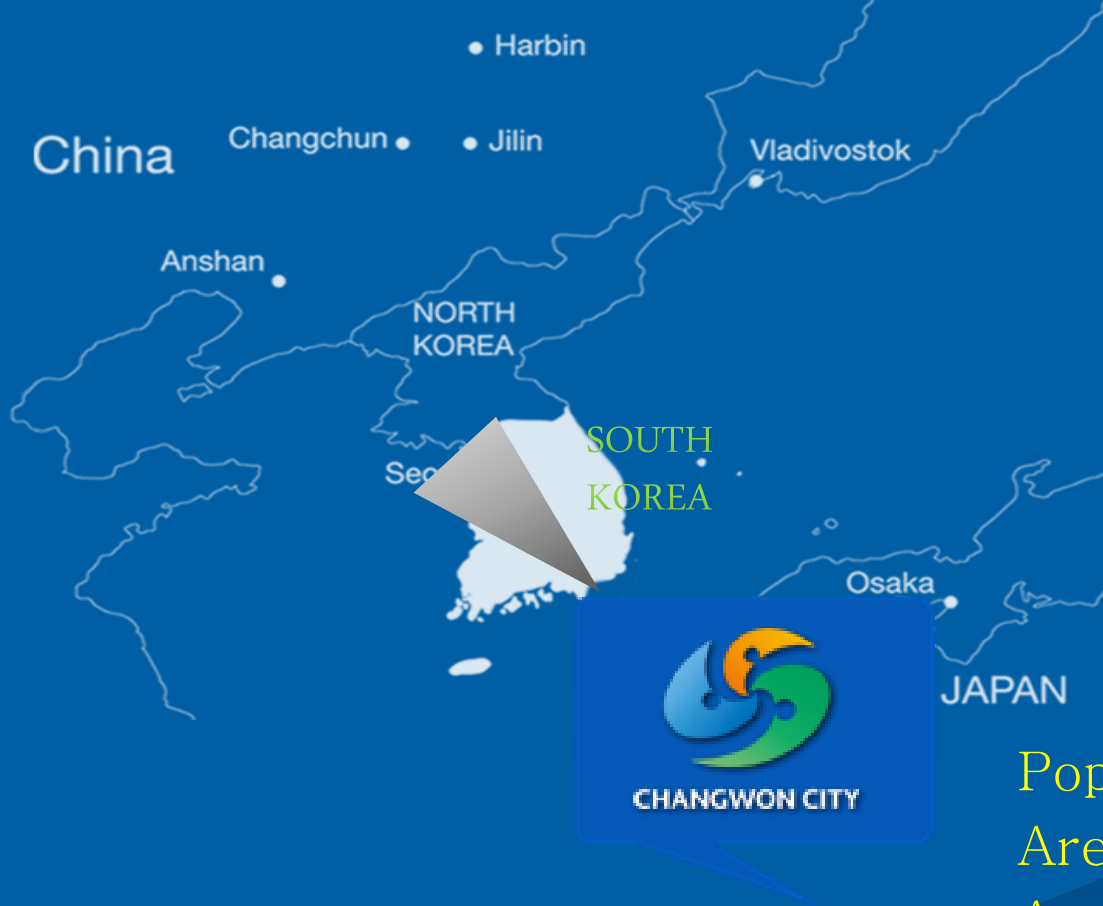 Harbin
China
Changchun
Jilin
Vladivostok
Anshan
NORTH
KOREA
SOUTH
KOREA
Osaka
JAPAN
CHANGWON CITY